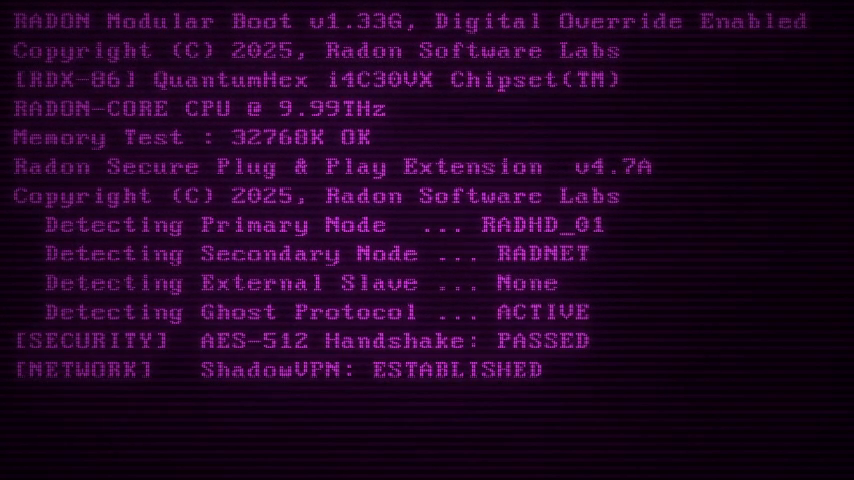 RADON Modular Boot v1.33G, Digital Override Enabled
Copyright (C) 2025, Radon Software Labs
[RDX-86] QuantumHex i4C30VX Chipset(TM)
RADON-CORE CPU @ 9.99THz
Memory Test : 32768K OK
Radon Secure Plug & Play Extension  v4.7A
Copyright (C) 2025, Radon Software Labs
Detecting Primary Node  ... RADHD_01
Detecting Secondary Node ... RADNET
Detecting External Slave ... None
Detecting Ghost Protocol ... ACTIVE
[SECURITY]  AES-512 Handshake: PASSED
[NETWORK]   ShadowVPN: ESTABLISHED